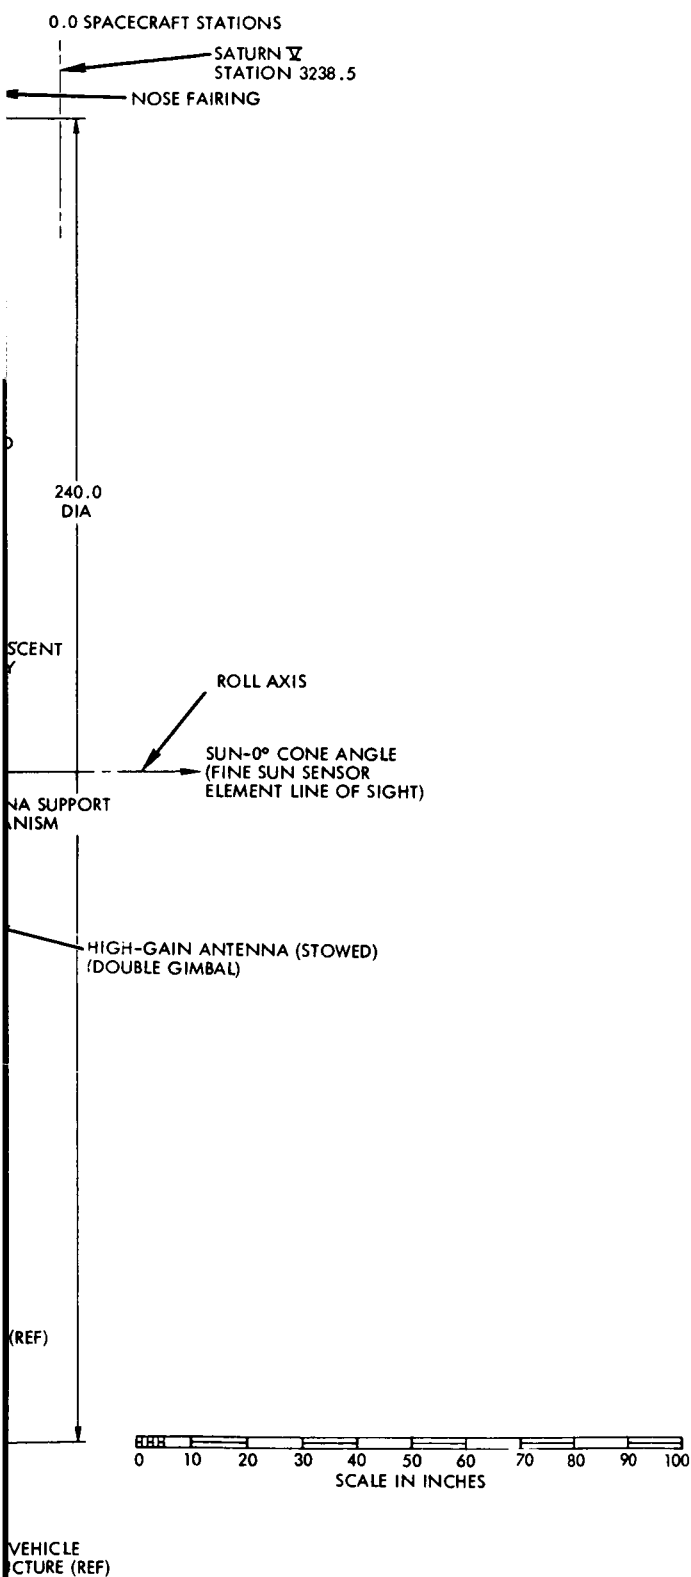 0.0 SPACECRAFT STATIONS
SATURN V
STATION 3238.5
NOSE FAIRING
240.0
DIA
SCENT
Y
ROLL AXIS
SUN-0° CONE ANGLE
(FINE SUN SENSOR
ELEMENT LINE OF SIGHT)
NA SUPPORT
ANISM
HIGH-GAIN ANTENNA (STOWED)
(DOUBLE GIMBAL)
(REF)
0 10 20 30 40 50 60 70 80 90 100
SCALE IN INCHES
VEHICLE
CTURE (REF)